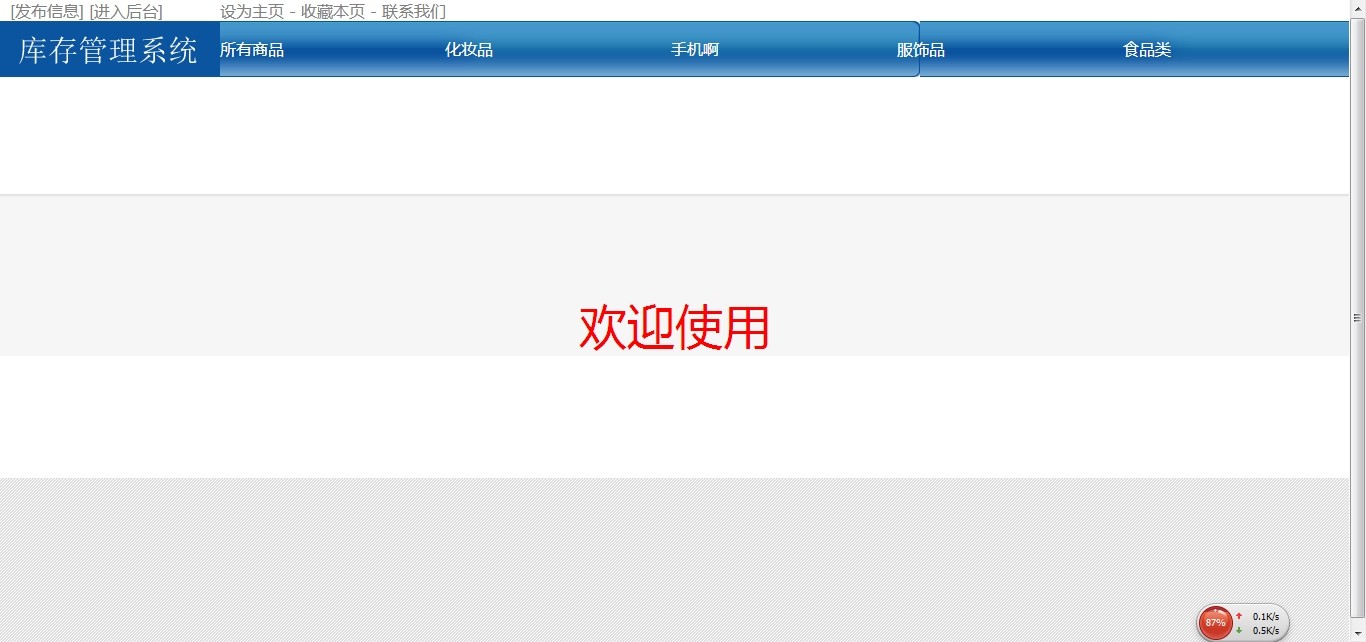 [发布信息] [进入后台] 设为主页 - 收藏本页 - 联系我们
库存管理系统 所有商品 化妆品 手机啊 服饰品 食品类
欢迎使用
87% 0.1K/s
0.5K/s